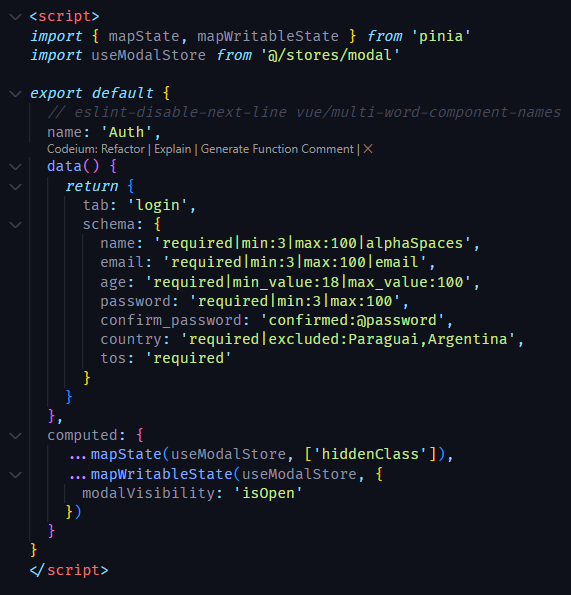 <script>
import { mapState, mapWritableState } from 'pinia'
import useModalStore from '@/stores/modal'
export default {
// eslint-disable-next-line vue/multi-word-component-names
name: 'Auth',
Codeium: Refactor | Explain | Generate Function Comment | ×
data() {
return {
tab: 'login',
schema: {
name: 'required|min:3|max:100|alphaSpaces',
email: 'required|min:3|max:100|email',
age: 'required|min_value:18|max_value:100',
password: 'required|min:3|max:100',
confirm_password: 'confirmed:@password',
country: 'required|excluded:Paraguai,Argentina',
tos: 'required'
}
}
},
computed: {
...mapState(useModalStore, ['hiddenClass']),
...mapWritableState(useModalStore, {
modalVisibility: 'isOpen'
})
}
}
</script>